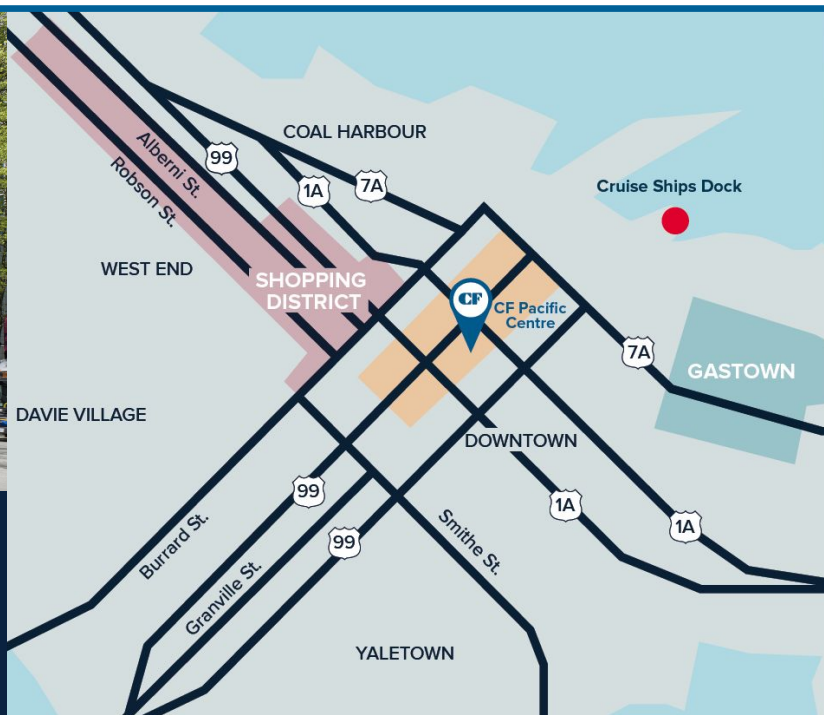 COAL HARBOUR
Alberni St.
99
Robson St.
1A
7A
Cruise Ships Dock
WEST END
SHOPPING
DISTRICT
CF
CF Pacific
Centre
7A
GASTOWN
DAVIE VILLAGE
DOWNTOWN
99
1A
1A
Burrard St.
99
Smithe St.
Granville St.
YALETOWN